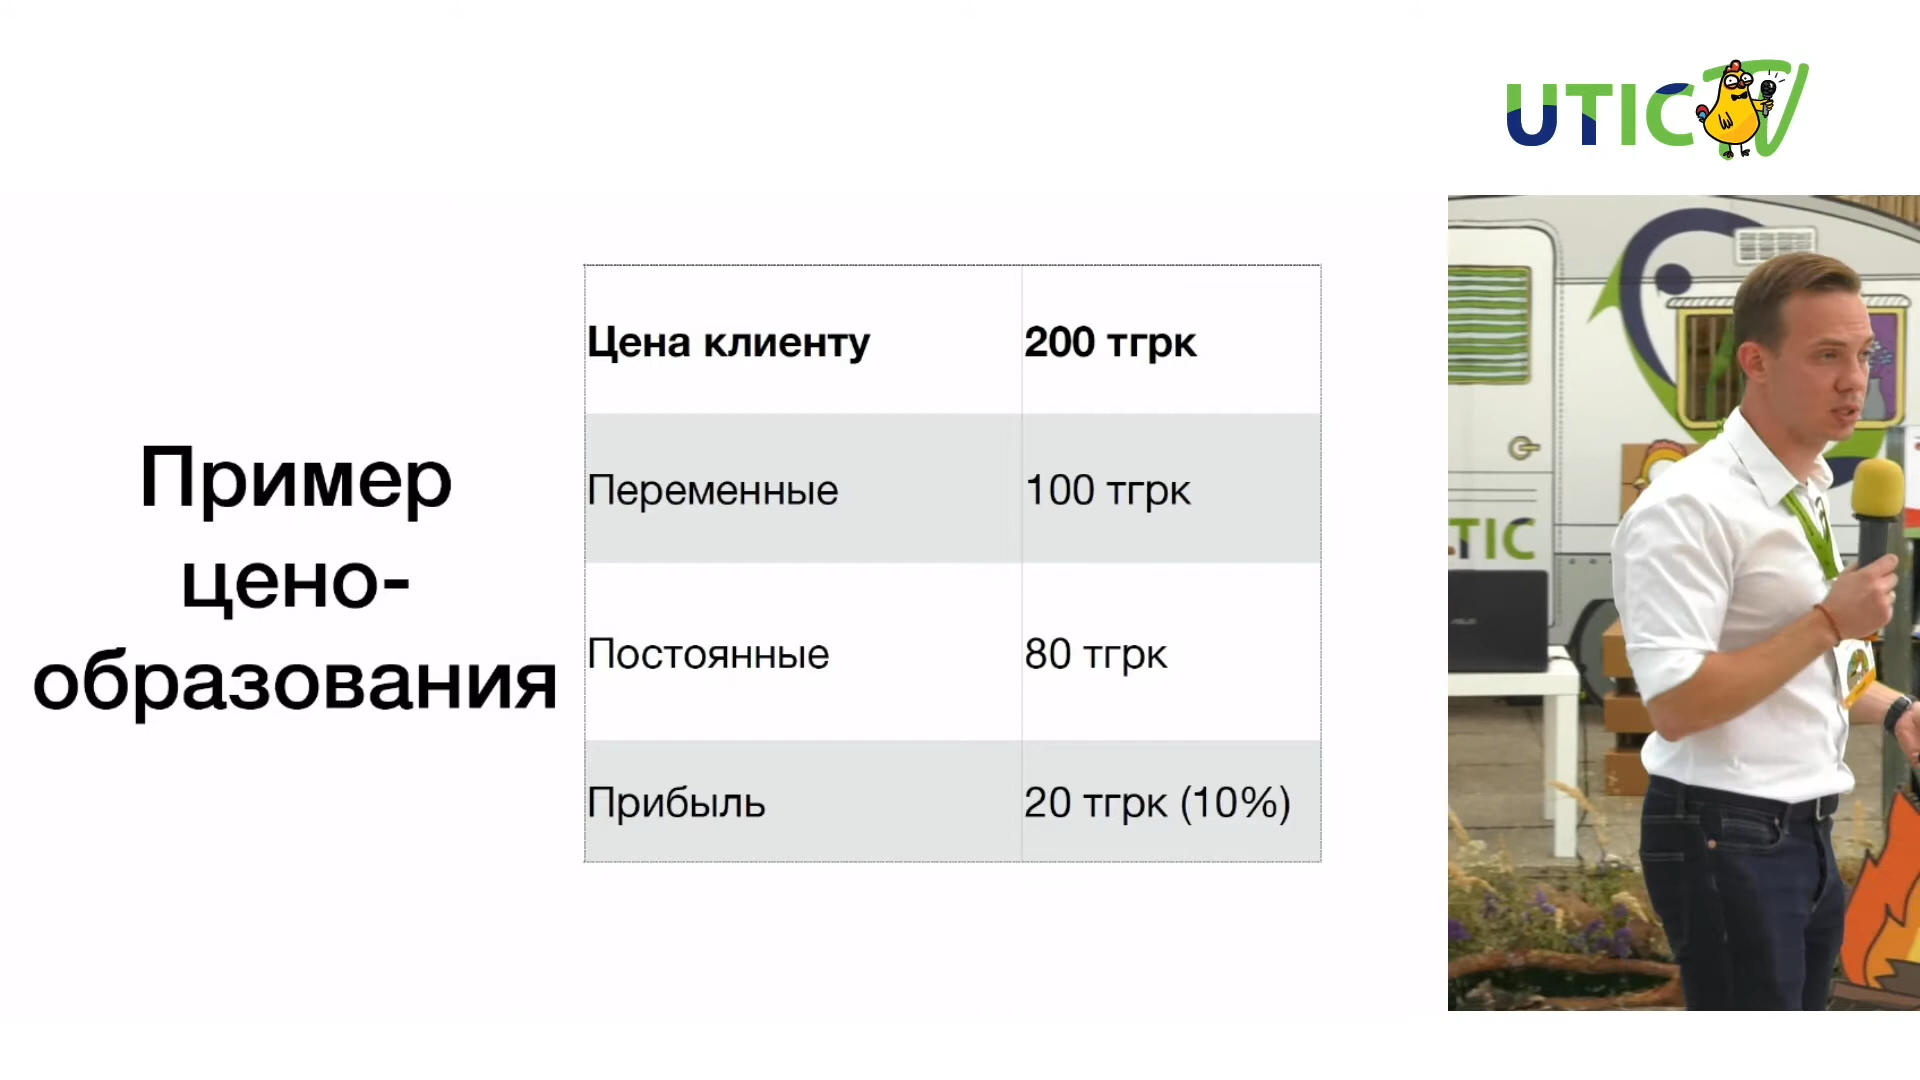 UTIC TV
Пример
цено-
образования
Цена клиенту 200 тгрк
Переменные 100 тгрк
Постоянные 80 тгрк
Прибыль 20 тгрк (10%)
TIC